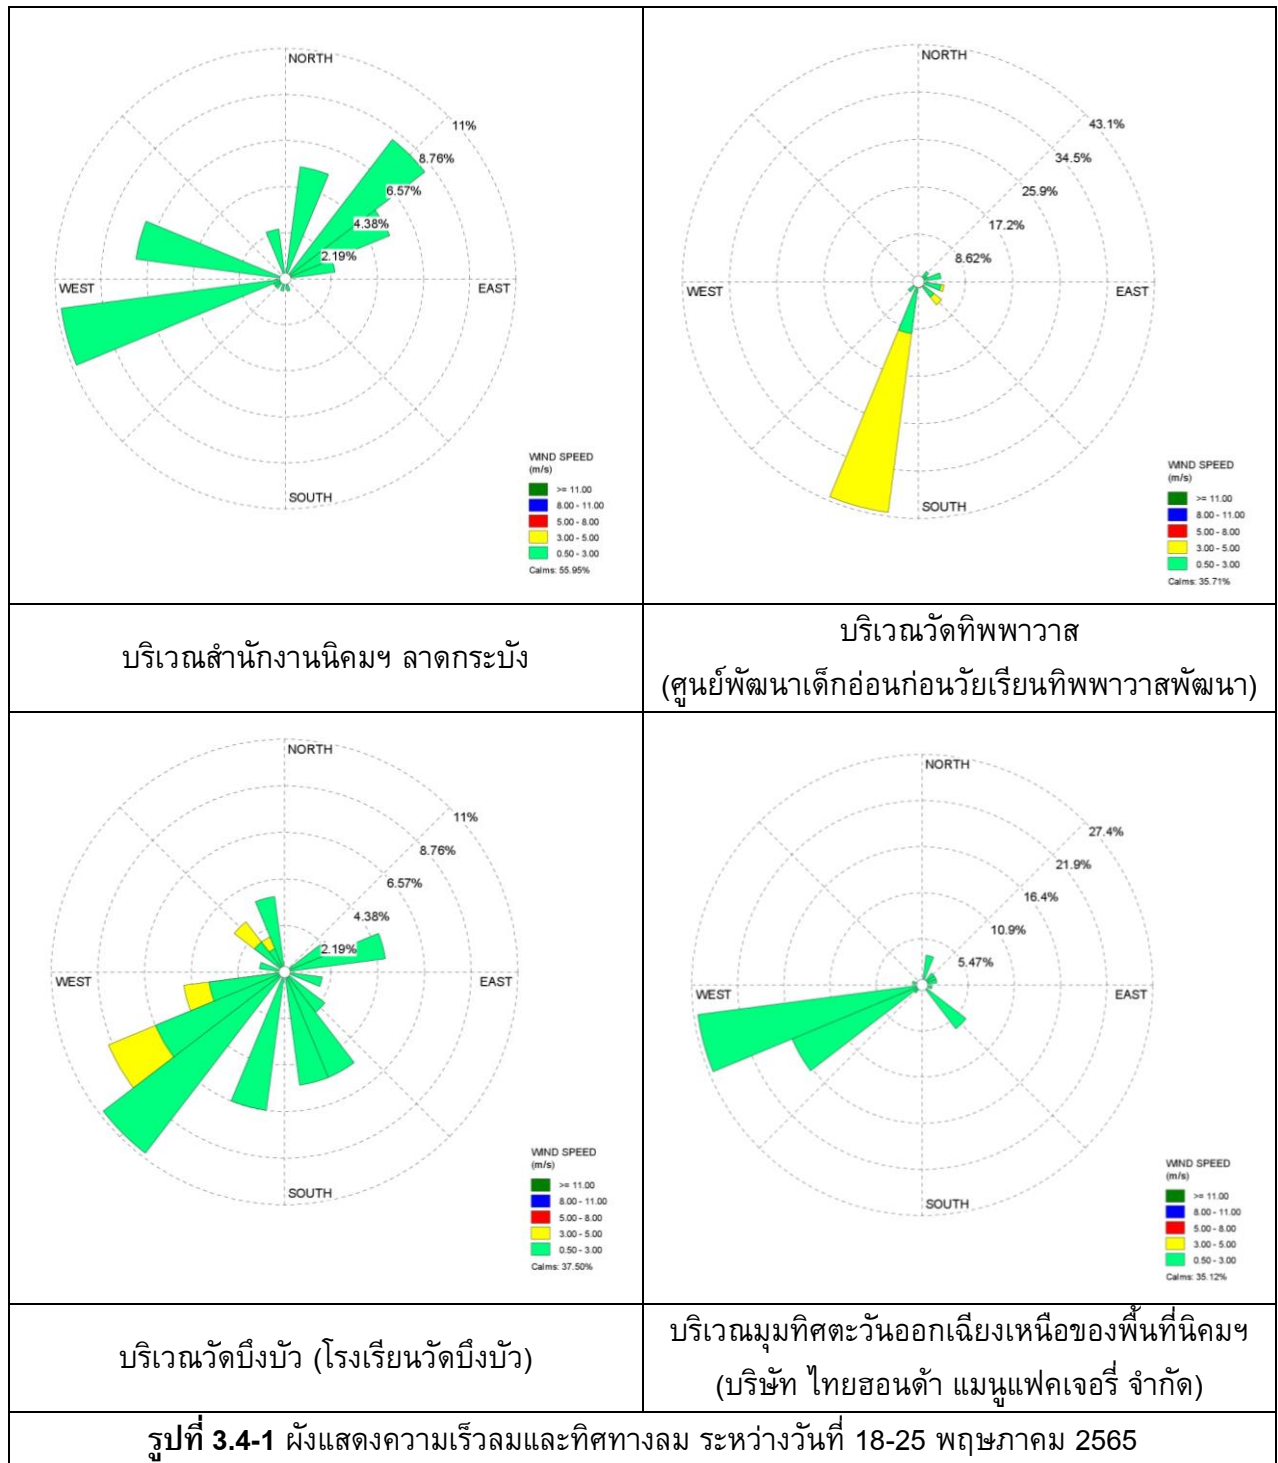 NORTH
11%
8.76%
6.57%
4.38%
2.19%
WEST
EAST
SOUTH
WIND SPEED
(m/s)
>= 11.00
8.00 - 11.00
5.00 - 8.00
3.00 - 5.00
0.50 - 3.00
Calms: 55.95%
NORTH
43.1%
34.5%
25.9%
17.2%
8.62%
WEST
EAST
SOUTH
WIND SPEED
(m/s)
>= 11.00
8.00 - 11.00
5.00 - 8.00
3.00 - 5.00
0.50 - 3.00
Calms: 35.71%
บริเวณสำนักงานนิคมฯ ลาดกระบัง
บริเวณวัดทิพพาวาส
(ศูนย์พัฒนาเด็กอ่อนก่อนวัยเรียนทิพพาวาสพัฒนา)
NORTH
11%
8.76%
6.57%
4.38%
2.19%
WEST
EAST
SOUTH
WIND SPEED
(m/s)
>= 11.00
8.00 - 11.00
5.00 - 8.00
3.00 - 5.00
0.50 - 3.00
Calms: 37.50%
NORTH
27.4%
21.9%
16.4%
10.9%
5.47%
WEST
EAST
SOUTH
WIND SPEED
(m/s)
>= 11.00
8.00 - 11.00
5.00 - 8.00
3.00 - 5.00
0.50 - 3.00
Calms: 35.12%
บริเวณวัดบึงบัว (โรงเรียนวัดบึงบัว)
บริเวณมุมทิศตะวันออกเฉียงเหนือของพื้นที่นิคมฯ
(บริษัท ไทยฮอนด้า แมนูแฟคเจอรี่ จำกัด)
รูปที่ 3.4-1 ผังแสดงความเร็วลมและทิศทางลม ระหว่างวันที่ 18-25 พฤษภาคม 2565